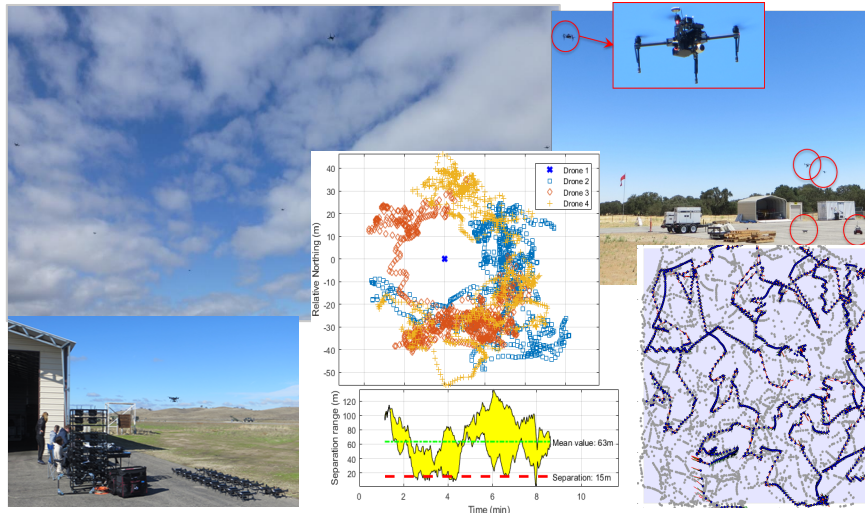 40
30
20
10
0
-10
-20
-30
-40
-50
Relative Northing (m)
Drone 1
Drone 2
Drone 3
Drone 4
120
100
80
60
40
20
Separation range (m)
Mean value: 63m
Separation: 15m
2
4
6
8
10
Time (min)